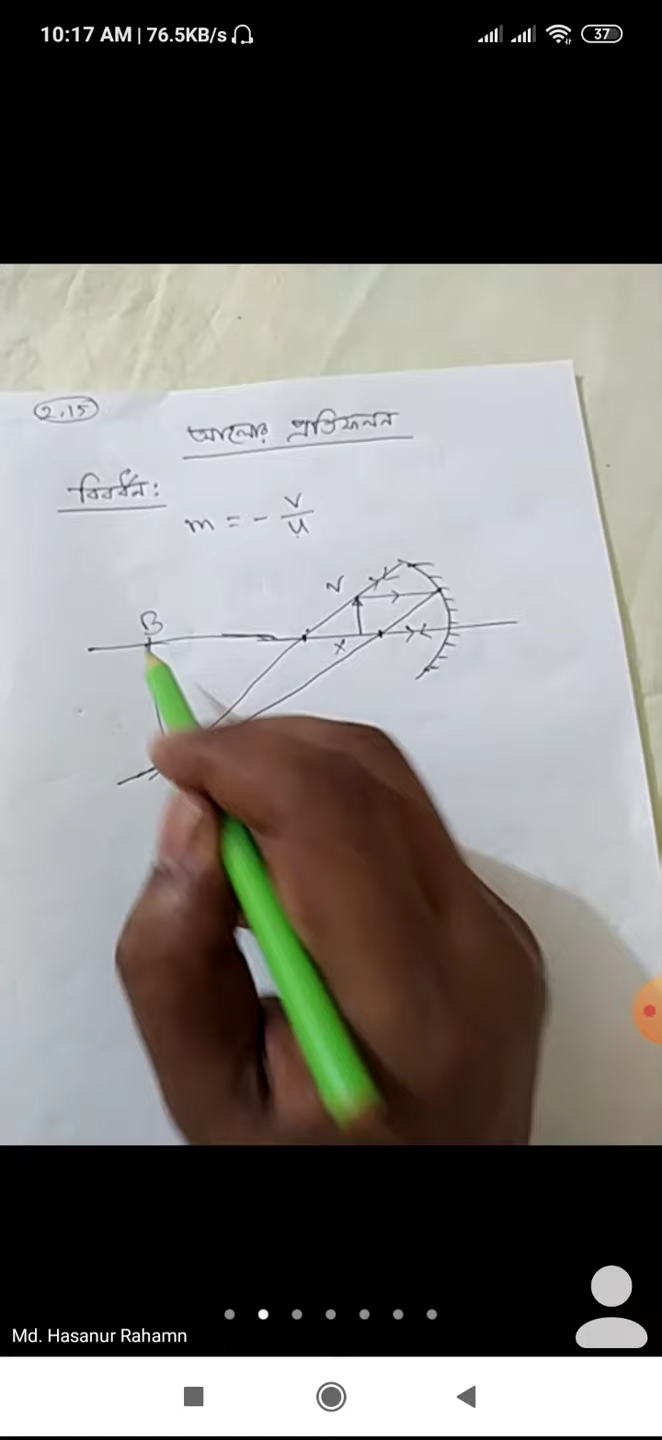 10:17 AM | 76.5KB/s
37
2.15
আলোর প্রতিফলন
বিবর্ধন:
m = - v/u
B
N
X
Md. Hasanur Rahamn